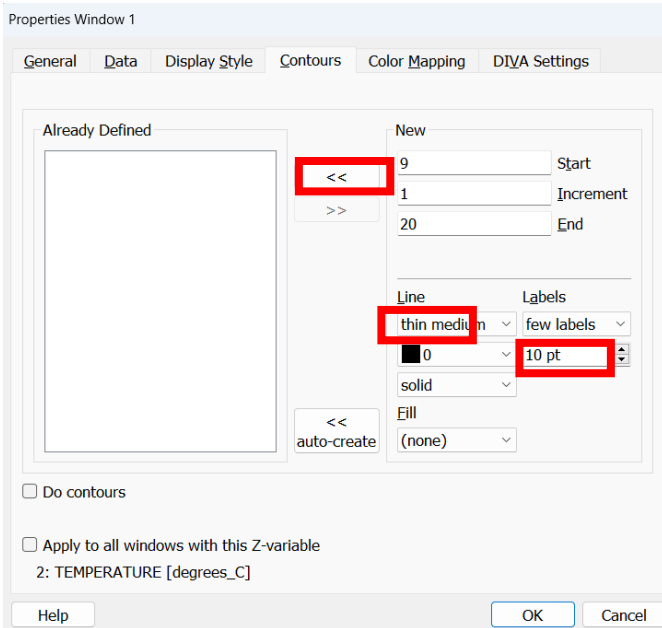 Properties Window 1
General Data Display Style Contours Color Mapping DIVA Settings
Already Defined
New
<< 9 Start
>> 1 Increment
20 End
Line Labels
thin medium few labels
0 10 pt
solid
<< Fill
auto-create (none)
Do contours
Apply to all windows with this Z-variable
2: TEMPERATURE [degrees_C]
Help OK Cancel